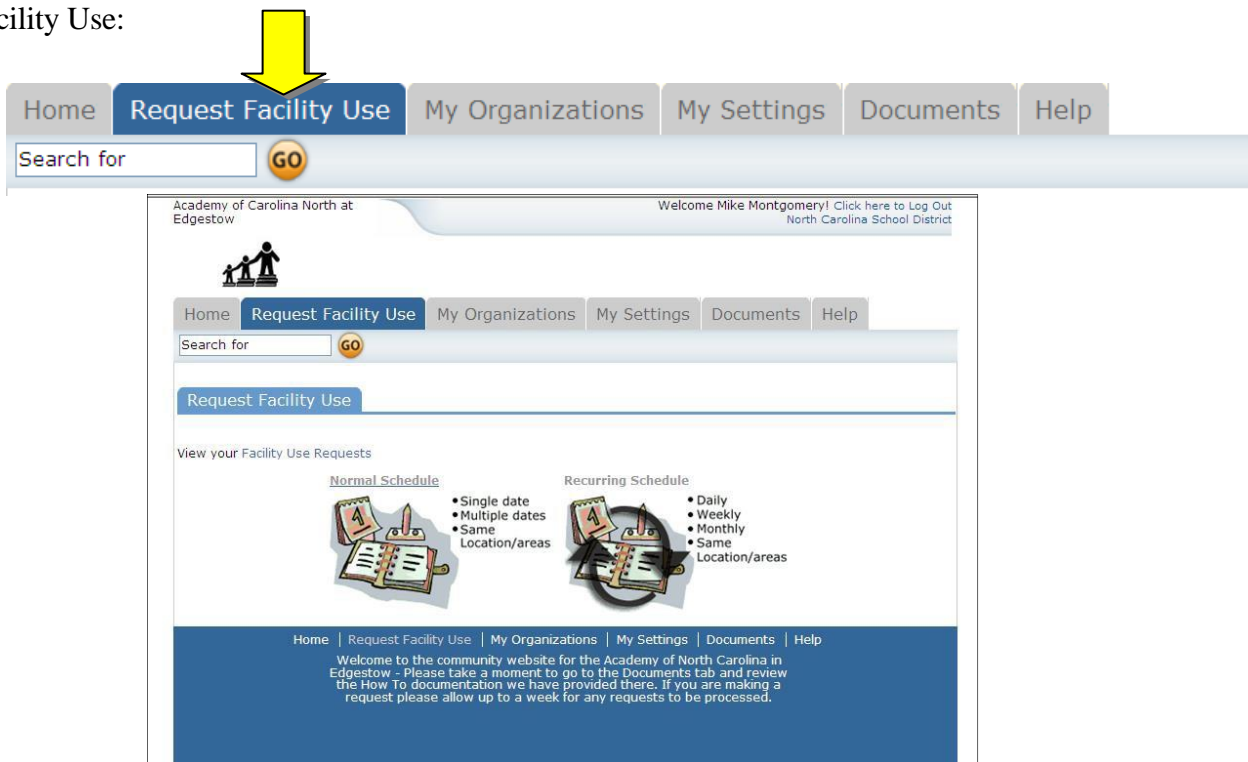 cility Use:
Home Request Facility Use My Organizations My Settings Documents Help
Search for GO
Academy of Carolina North at
Edgestow
Welcome Mike Montgomery! Click here to Log Out
North Carolina School District
Home Request Facility Use My Organizations My Settings Documents Help
Search for GO
Request Facility Use
View your Facility Use Requests
Normal Schedule
1
•Single date
•Multiple dates
•Same
Location/areas
Recurring Schedule
1
•Daily
•Weekly
•Monthly
•Same
Location/areas
Home | Request Facility Use | My Organizations | My Settings | Documents | Help
Welcome to the community website for the Academy of North Carolina in
Edgestow - Please take a moment to go to the Documents tab and review
the How To documentation we have provided there. If you are making a
request please allow up to a week for any requests to be processed.